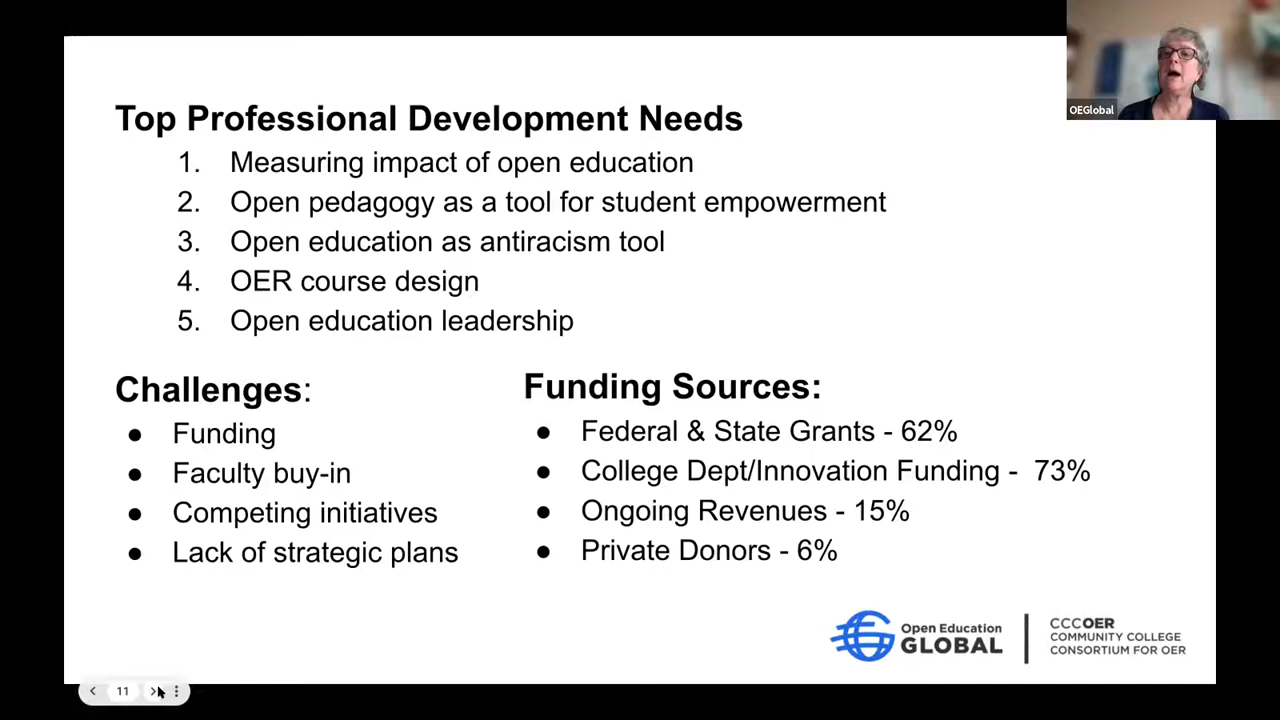 OEGlobal
Top Professional Development Needs
1. Measuring impact of open education
2. Open pedagogy as a tool for student empowerment
3. Open education as antiracism tool
4. OER course design
5. Open education leadership
Challenges:
● Funding
● Faculty buy-in
● Competing initiatives
● Lack of strategic plans
Funding Sources:
● Federal & State Grants - 62%
● College Dept/Innovation Funding - 73%
● Ongoing Revenues - 15%
● Private Donors - 6%
Open Education
GLOBAL
CCCOER
COMMUNITY COLLEGE
CONSORTIUM FOR OER
11